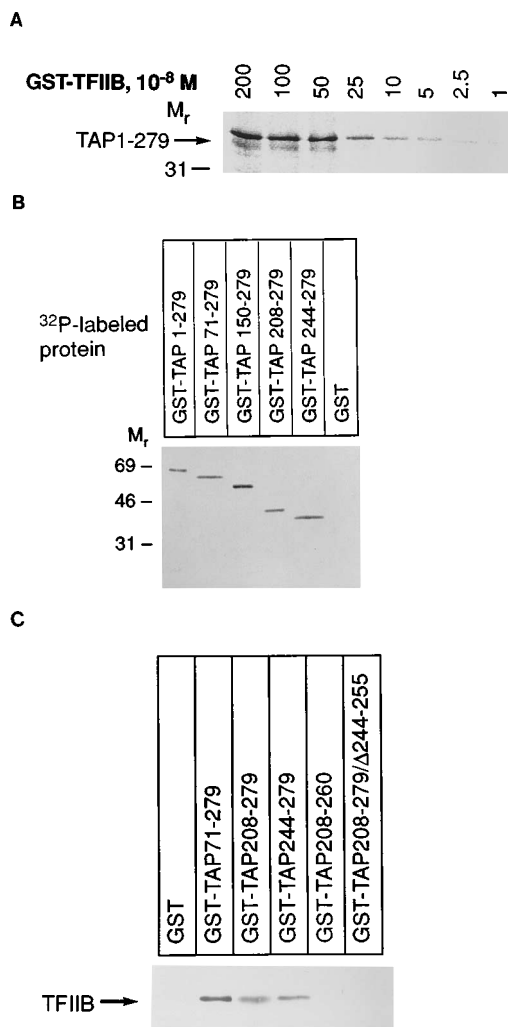 A
GST-TFIIB, 10⁻⁸ M
200
100
50
25
10
5
2.5
1
Mᵣ
TAP1-279
31
B
³²P-labeled
protein
GST-TAP 1-279
GST-TAP 71-279
GST-TAP 150-279
GST-TAP 208-279
GST-TAP 244-279
GST
Mᵣ
69
46
31
C
GST
GST-TAP71-279
GST-TAP208-279
GST-TAP244-279
GST-TAP208-260
GST-TAP208-279/Δ244-255
TFIIB